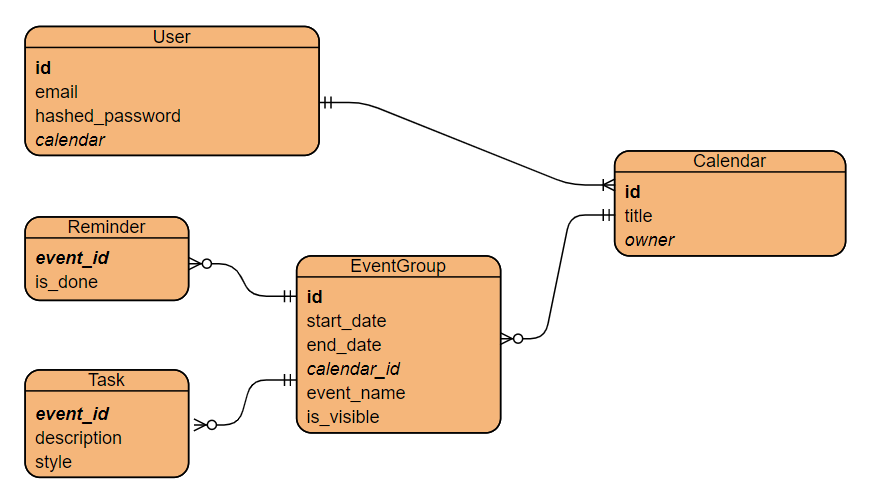 User
id
email
hashed_password
calendar
Calendar
id
title
owner
Reminder
event_id
is_done
EventGroup
id
start_date
end_date
calendar_id
event_name
is_visible
Task
event_id
description
style